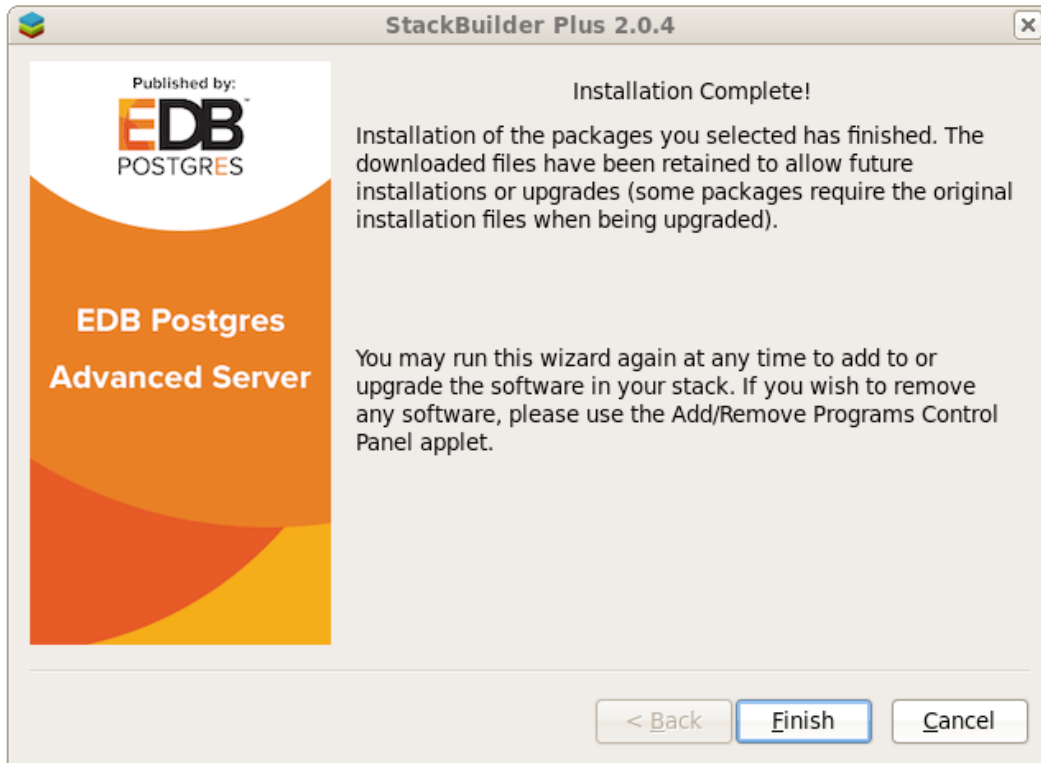 StackBuilder Plus 2.0.4
Published by:
EDB™
POSTGRES
EDB Postgres
Advanced Server
Installation Complete!
Installation of the packages you selected has finished. The
downloaded files have been retained to allow future
installations or upgrades (some packages require the original
installation files when being upgraded).
You may run this wizard again at any time to add to or
upgrade the software in your stack. If you wish to remove
any software, please use the Add/Remove Programs Control
Panel applet.
< Back
Finish
Cancel